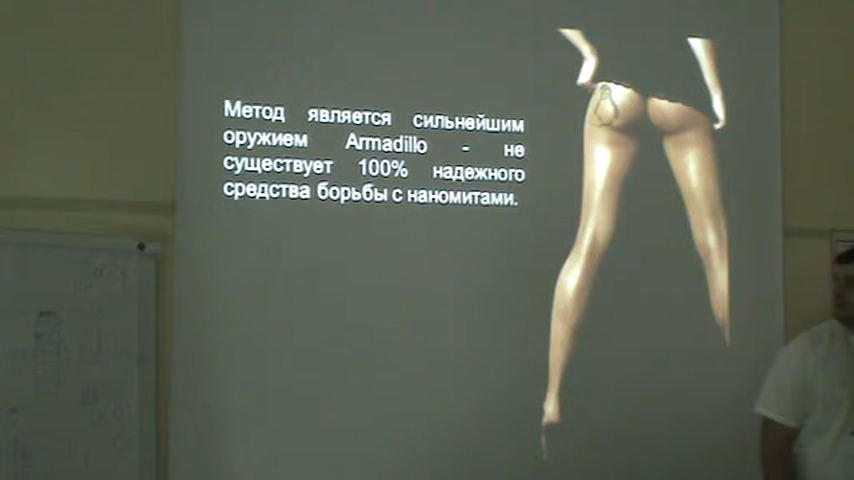 Метод является сильнейшим
оружием Armadillo - не
существует 100% надежного
средства борьбы с наномитами.